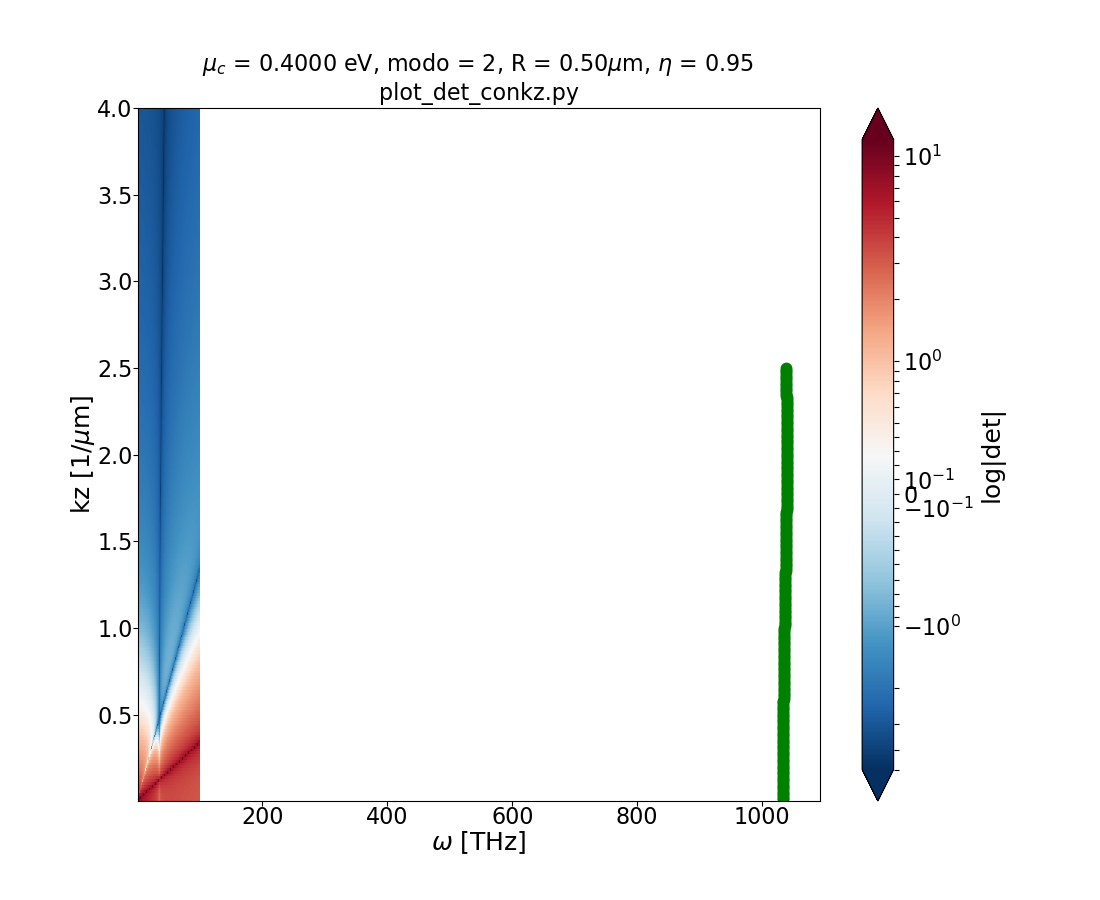 μc = 0.4000 eV, modo = 2, R = 0.50μm, η = 0.95
plot_det_conkz.py
4.0
3.5
3.0
2.5
2.0
1.5
1.0
0.5
kz [1/μm]
200 400 600 800 1000
ω [THz]
10¹
10⁰
10⁻¹
0
−10⁻¹
−10⁰
log|det|